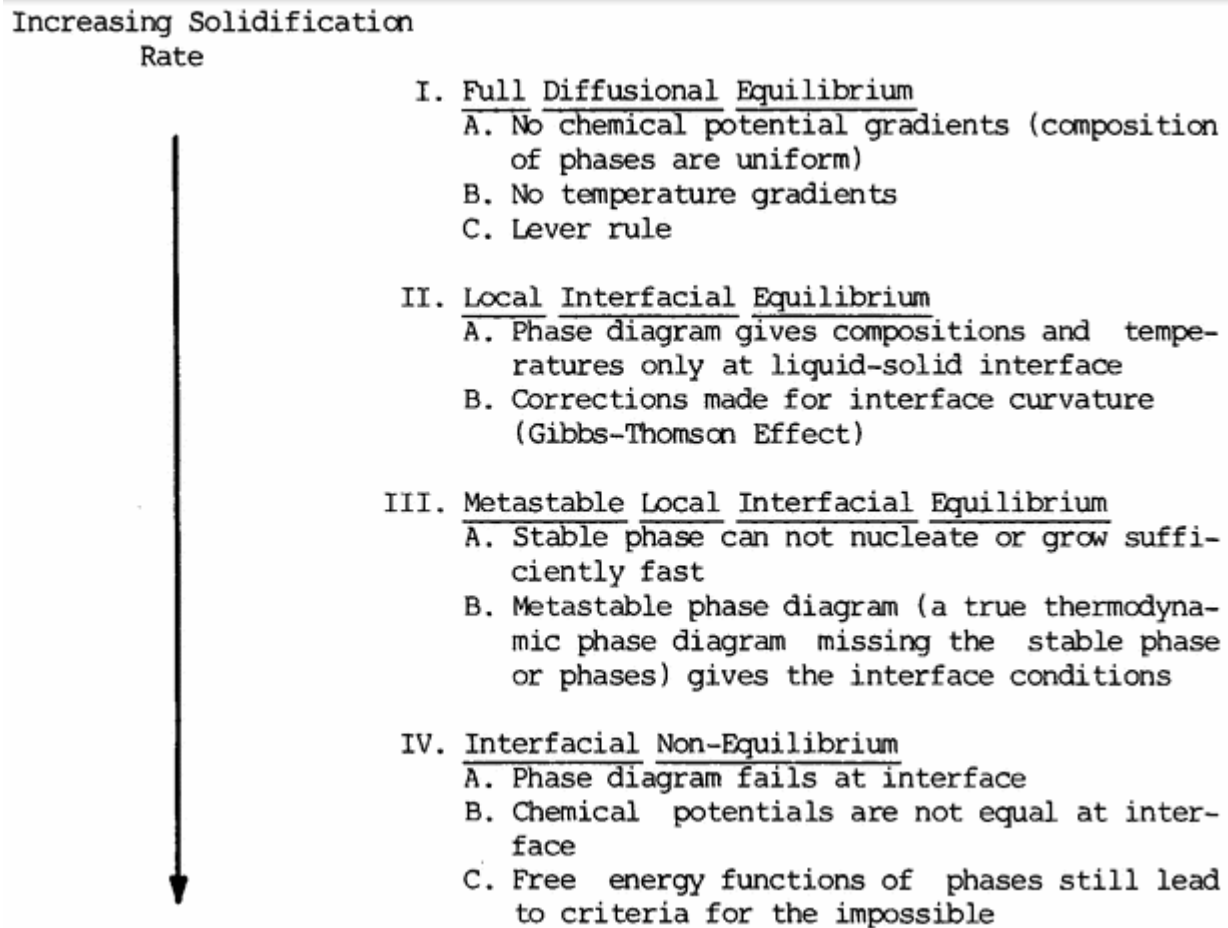 Increasing Solidification
Rate
I. Full Diffusional Equilibrium
A. No chemical potential gradients (composition
of phases are uniform)
B. No temperature gradients
C. Lever rule
II. Local Interfacial Equilibrium
A. Phase diagram gives compositions and tempe-
ratures only at liquid-solid interface
B. Corrections made for interface curvature
(Gibbs-Thomson Effect)
III. Metastable Local Interfacial Equilibrium
A. Stable phase can not nucleate or grow suffi-
ciently fast
B. Metastable phase diagram (a true thermodyna-
mic phase diagram missing the stable phase
or phases) gives the interface conditions
IV. Interfacial Non-Equilibrium
A. Phase diagram fails at interface
B. Chemical potentials are not equal at inter-
face
C. Free energy functions of phases still lead
to criteria for the impossible